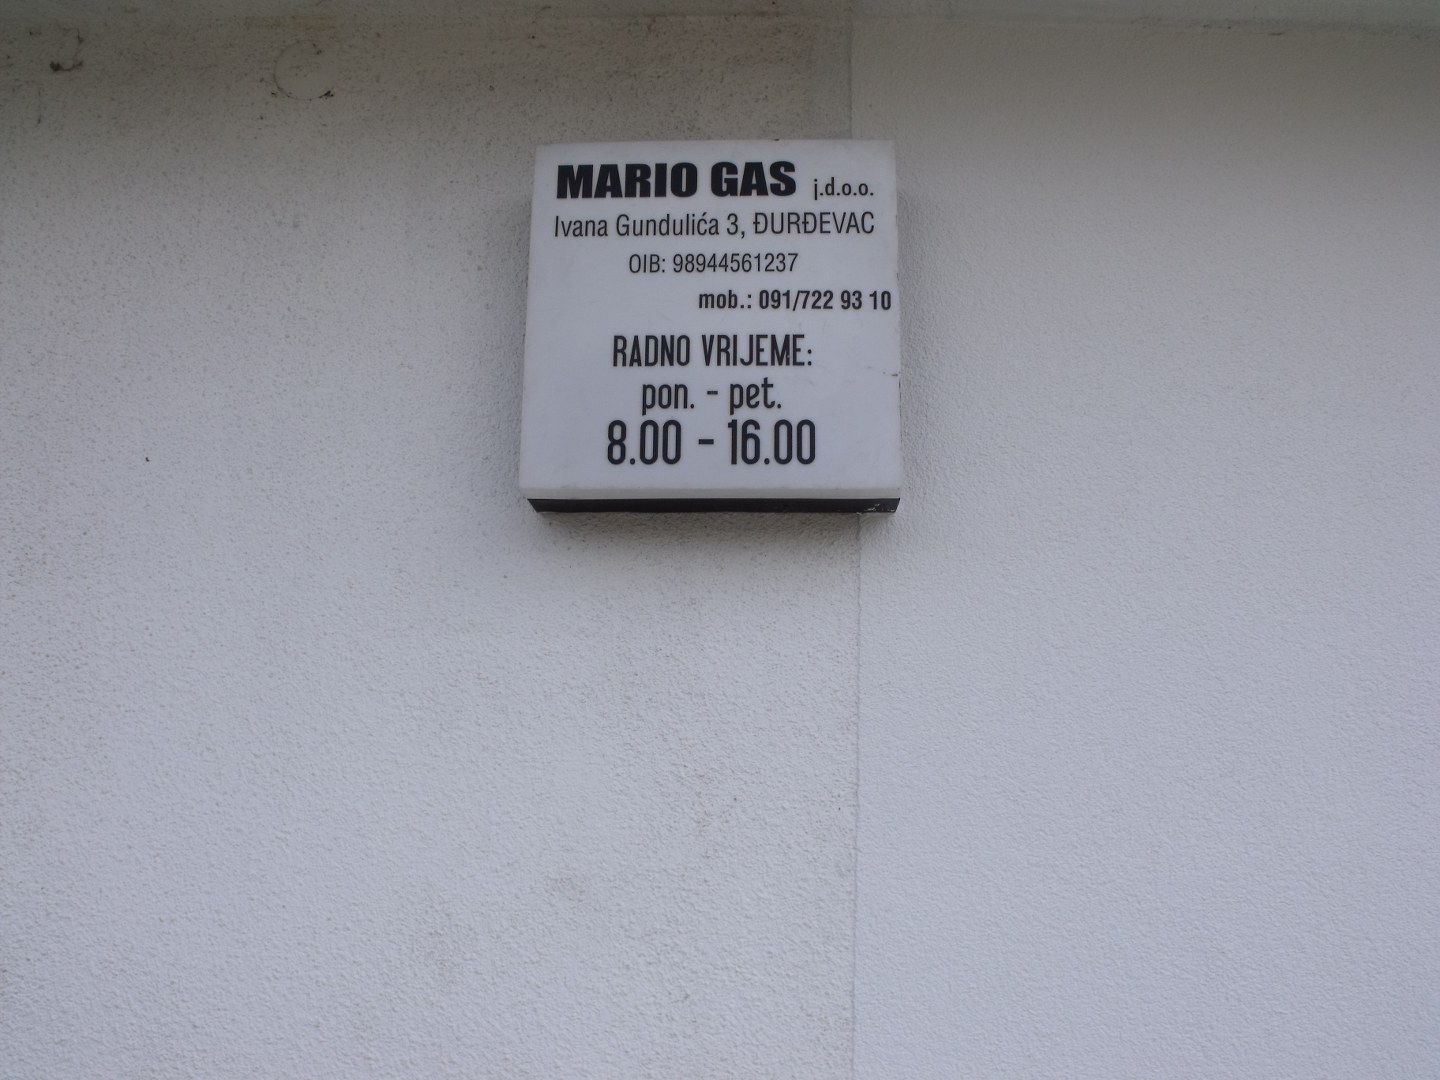 MARIO GAS j.d.o.o.
Ivana Gundulića 3, ĐURĐEVAC
OIB: 98944561237
mob.: 091/722 93 10
RADNO VRIJEME:
pon. - pet.
8.00 - 16.00